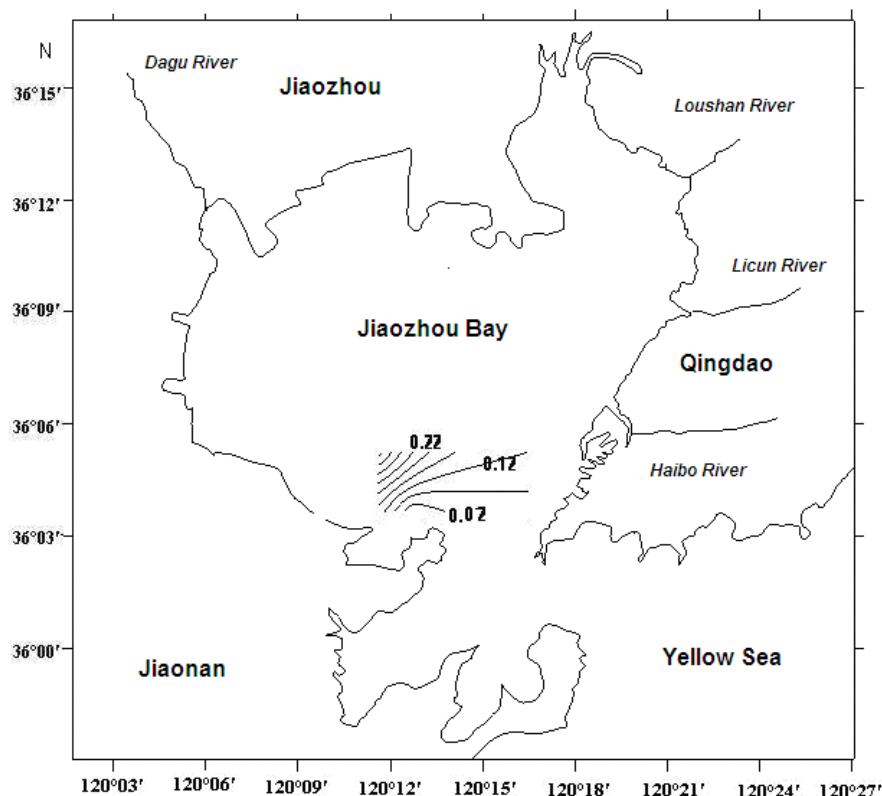 N
Dagu River
Jiaozhou
36°15′
Loushan River
36°12′
Licun River
36°09′
Jiaozhou Bay
Qingdao
36°06′
0.22
0.12
Haibo River
0.02
36°03′
36°00′
Jiaonan
Yellow Sea
120°03′ 120°06′ 120°09′ 120°12′ 120°15′ 120°18′ 120°21′ 120°24′ 120°27′